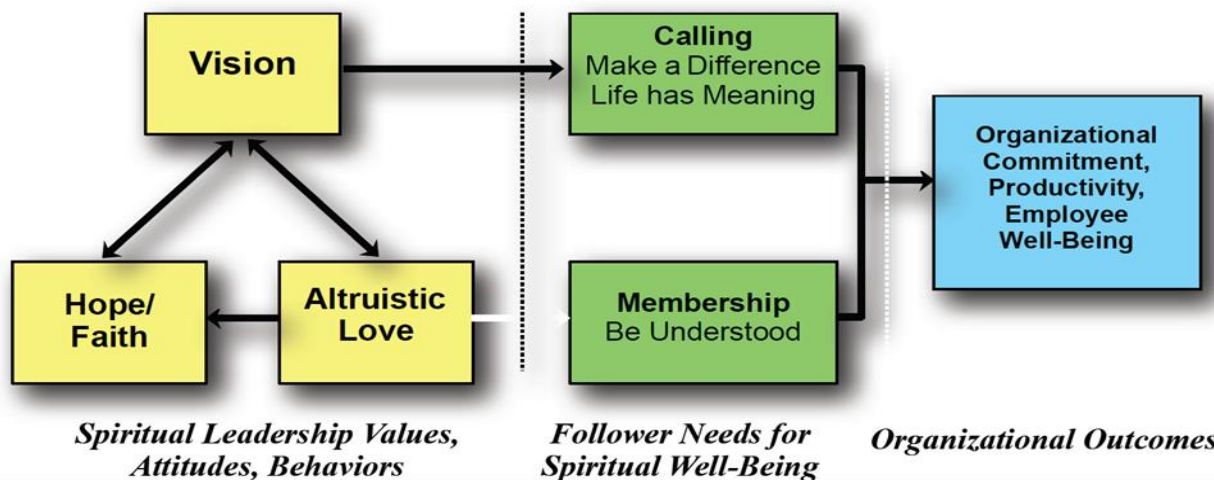 Vision
Calling
Make a Difference
Life has Meaning
Organizational
Commitment,
Productivity,
Employee
Well-Being
Hope/
Faith
Altruistic
Love
Membership
Be Understood
Spiritual Leadership Values,
Attitudes, Behaviors
Follower Needs for
Spiritual Well-Being
Organizational Outcomes